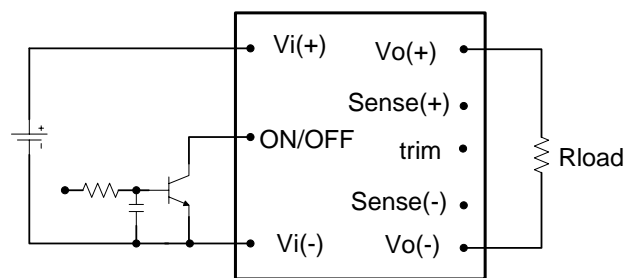 Vi(+)
Vo(+)
Sense(+)
ON/OFF
trim
Rload
Sense(-)
Vi(-)
Vo(-)
+
-